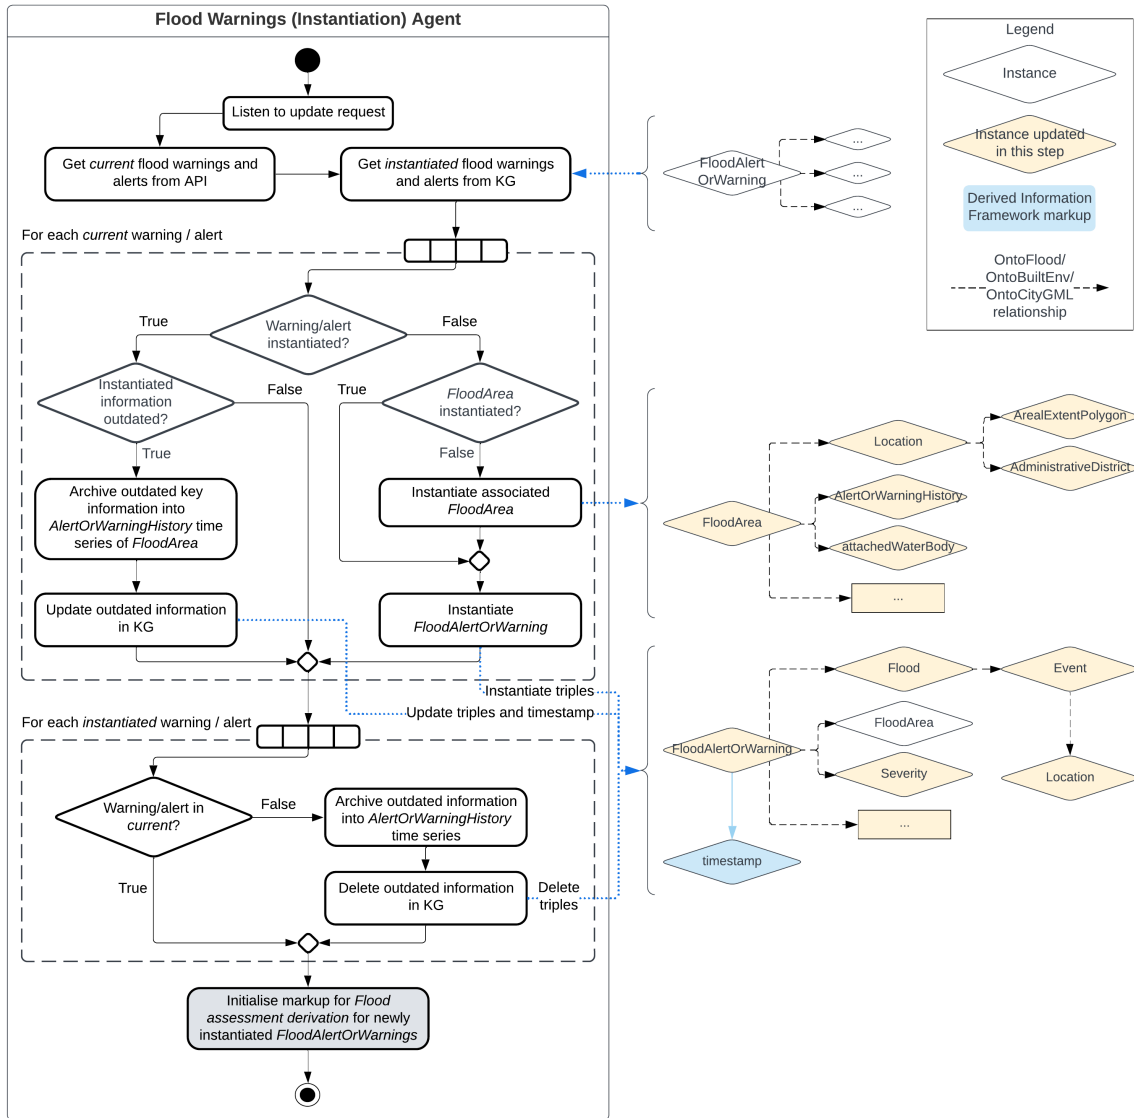 Flood Warnings (Instantiation) Agent
Listen to update request
Get current flood warnings and
alerts from API
Get instantiated flood warnings
and alerts from KG
For each current warning / alert
Warning/alert
instantiated?
True
False
Instantiated
information
outdated?
False
True
FloodArea
instantiated?
True
False
Archive outdated key
information into
AlertOrWarningHistory time
series of FloodArea
Instantiate associated
FloodArea
Update outdated information
in KG
Instantiate
FloodAlertOrWarning
Instantiate triples
Update triples and timestamp
For each instantiated warning / alert
Warning/alert in
current?
False
True
Archive outdated information
into AlertOrWarningHistory
time series
Delete outdated information
in KG
Delete
triples
Initialise markup for Flood
assessment derivation for newly
instantiated FloodAlertOrWarnings
FloodAlert
OrWarning
...
...
...
Legend
Instance
Instance updated
in this step
Derived Information
Framework markup
OntoFlood/
OntoBuiltEnv/
OntoCityGML
relationship
FloodArea
Location
ArealExtentPolygon
AdministrativeDistrict
AlertOrWarningHistory
attachedWaterBody
...
FloodAlertOrWarning
Flood
Event
FloodArea
Severity
Location
...
timestamp